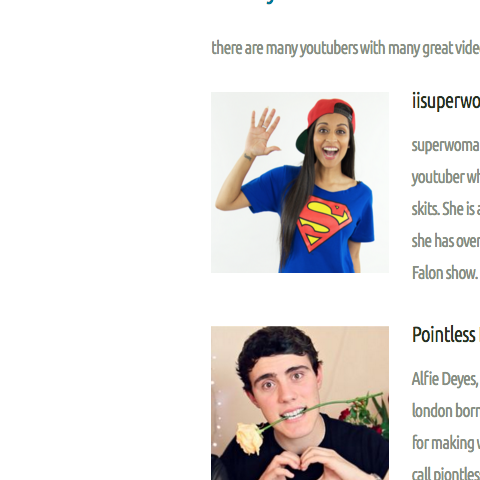 there are many youtubers with many great vide
iisuperwo
superwoma
youtuber wh
skits. She is a
she has over
Falon show.
Pointless
Alfie Deyes,
london born
for making w
call piontless